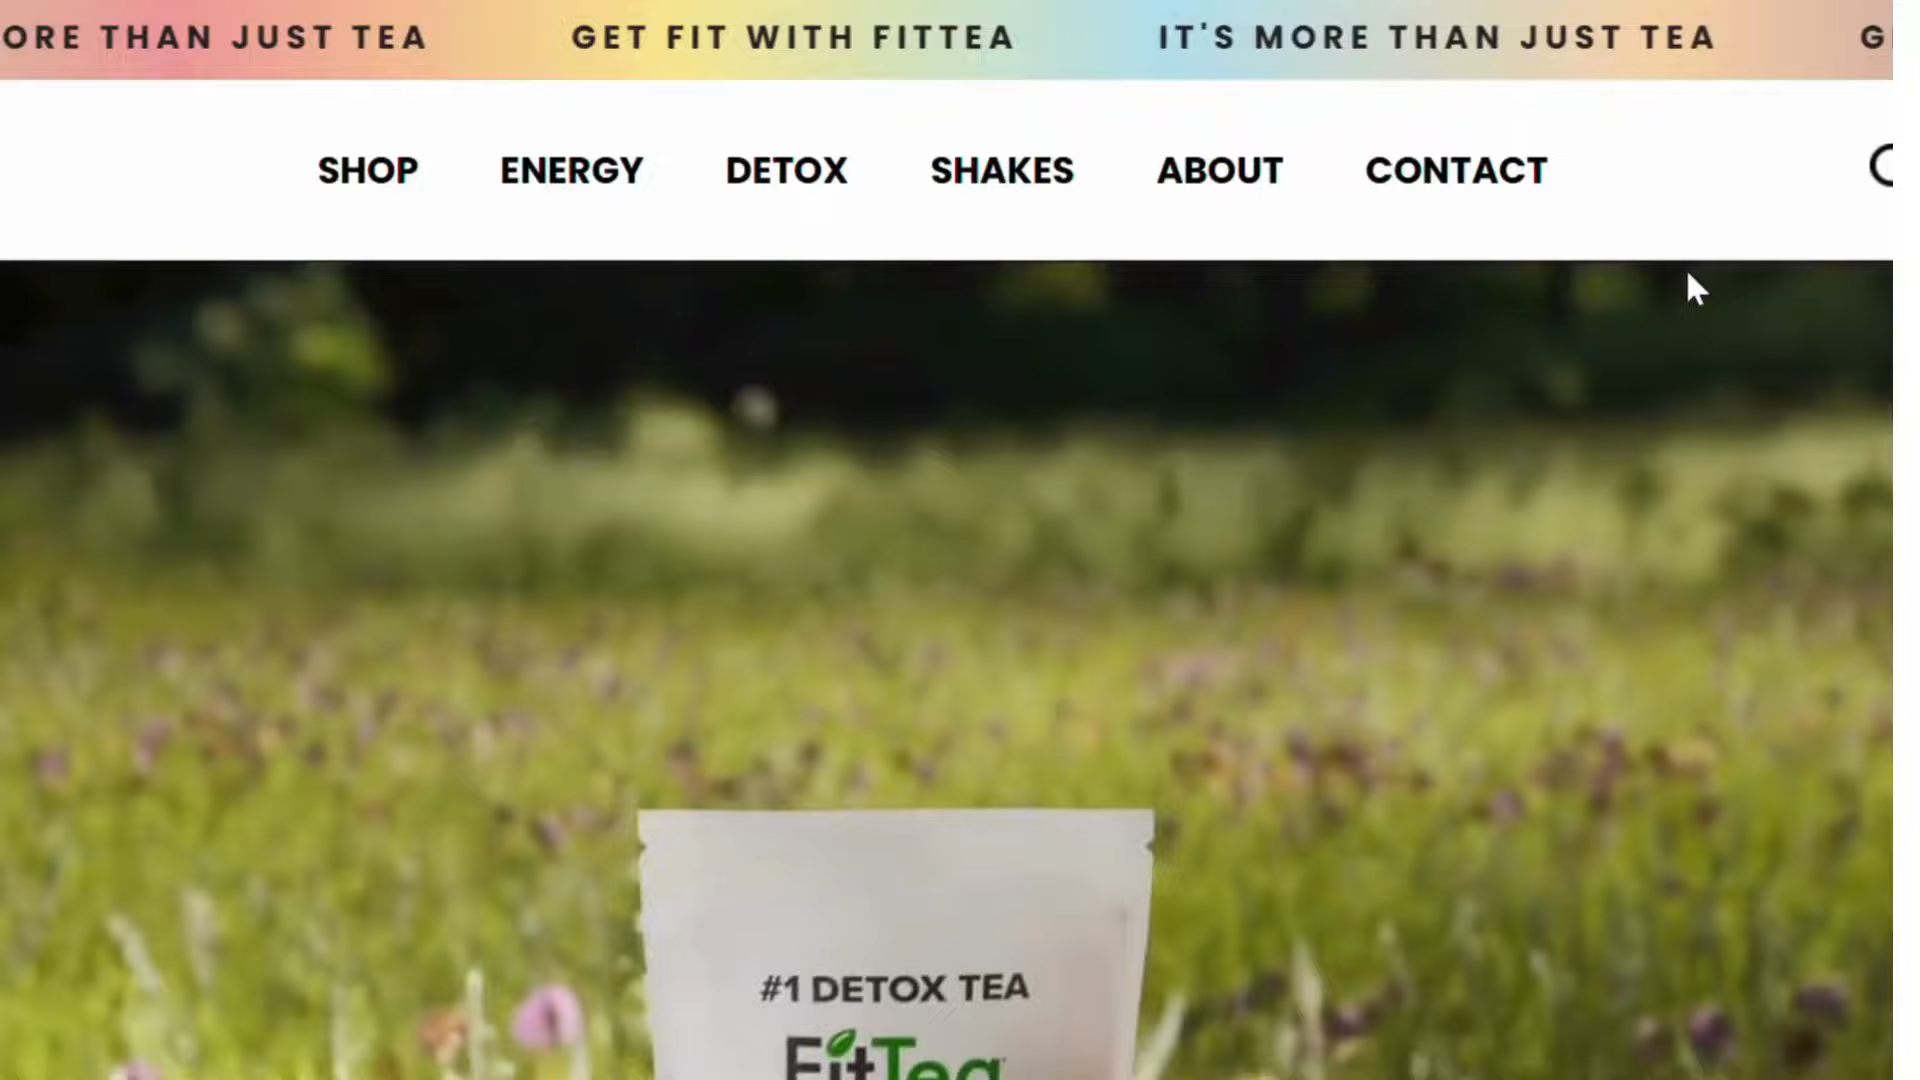 ORE THAN JUST TEA GET FIT WITH FITTEA IT'S MORE THAN JUST TEA G
SHOP ENERGY DETOX SHAKES ABOUT CONTACT
#1 DETOX TEA
FitTea